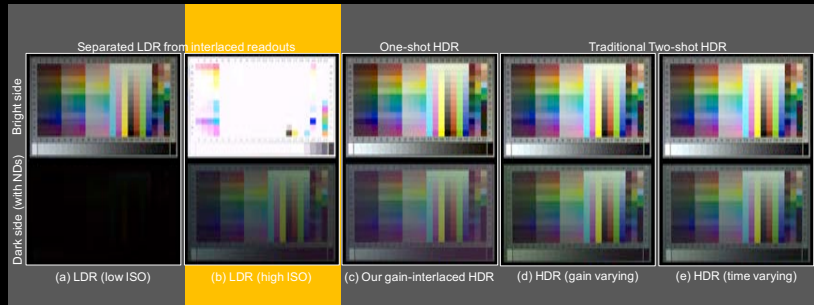 Separated LDR from interlaced readouts
One-shot HDR
Traditional Two-shot HDR
Bright side
Dark side (with NDs)
(a) LDR (low ISO)
(b) LDR (high ISO)
(c) Our gain-interlaced HDR
(d) HDR (gain varying)
(e) HDR (time varying)